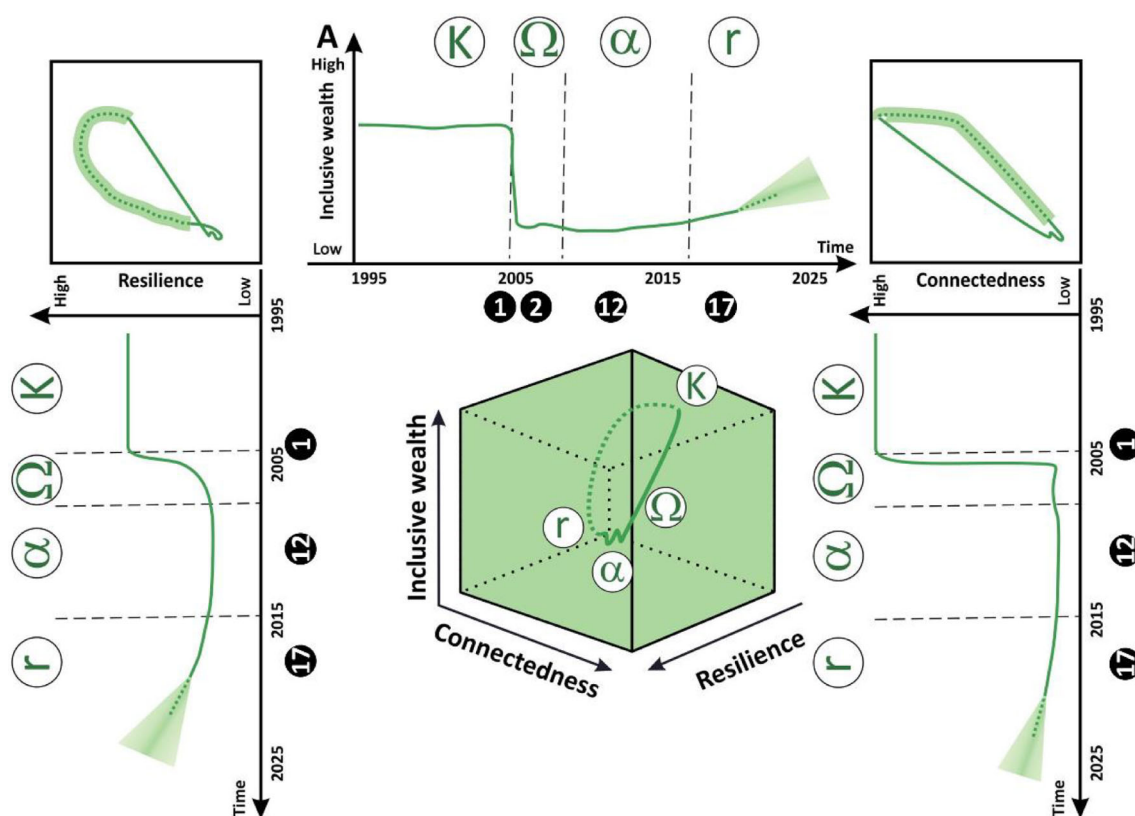 A
K
Ω
α
r
High
Inclusive wealth
Low
Time
1995
2005
2015
2025
1
2
12
17
High
Resilience
Low
1995
K
Ω
α
r
1
2005
12
2015
17
2025
Time
High
Connectedness
Low
1995
K
Ω
α
r
1
2005
12
2015
17
2025
Time
Inclusive wealth
K
Ω
r
α
Connectedness
Resilience